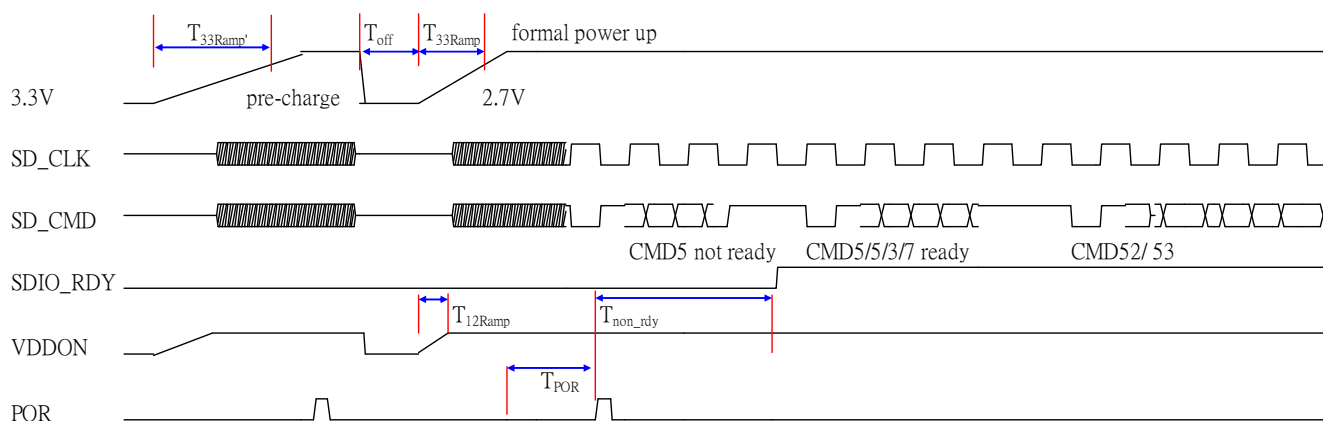 T33Ramp' Toff T33Ramp formal power up
3.3V pre-charge 2.7V
SD_CLK
SD_CMD
CMD5 not ready CMD5/5/3/7 ready CMD52/ 53
SDIO_RDY
T12Ramp Tnon_rdy
VDDON
TPOR
POR